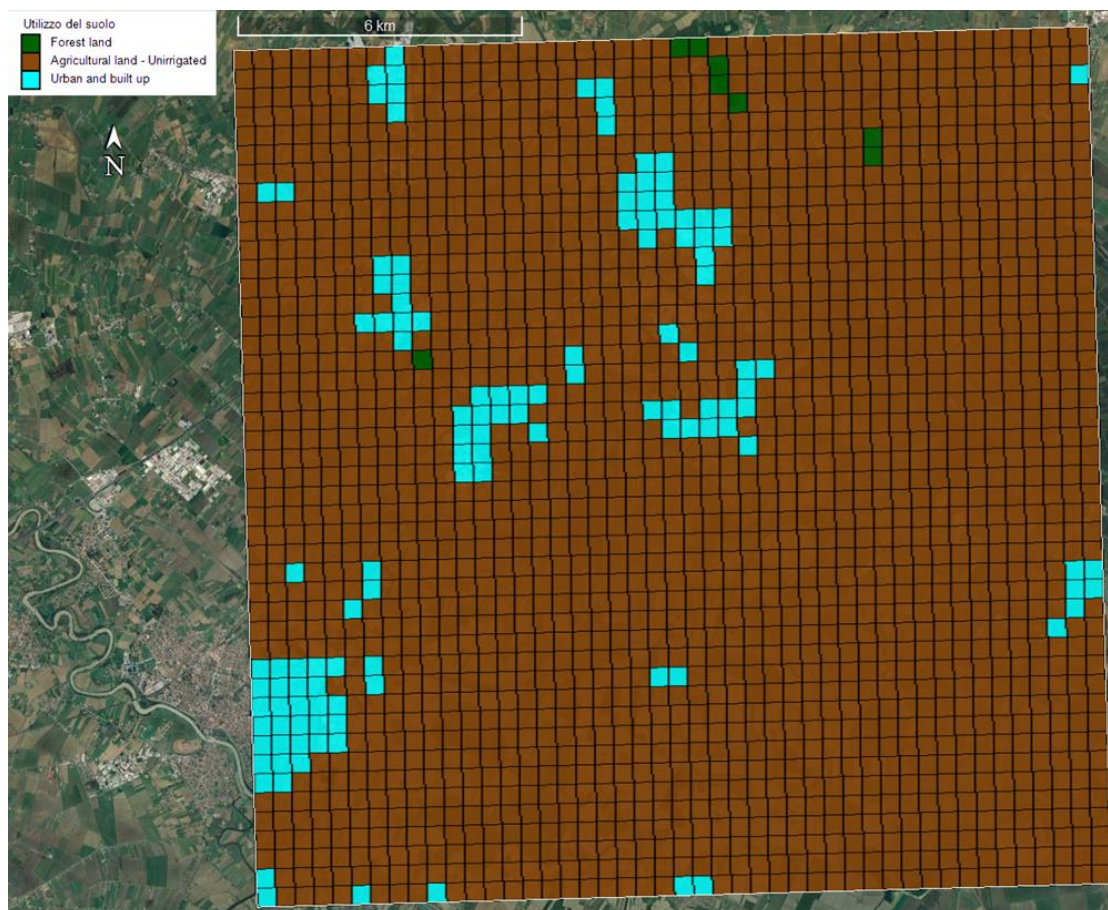 Utilizzo del suolo
Forest land
Agricultural land - Unirrigated
Urban and built up
6 km
N